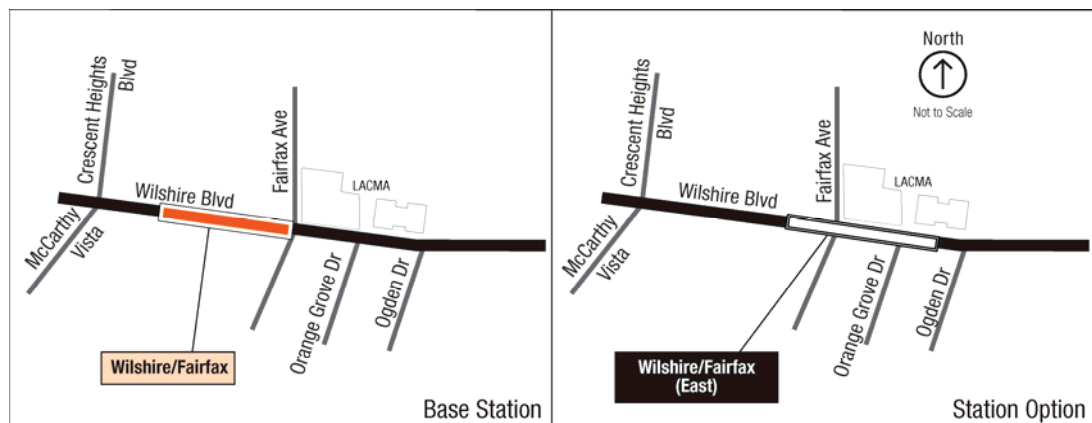 Crescent Heights
Blvd
Fairfax Ave
LACMA
Wilshire Blvd
McCarthy
Vista
Orange Grove Dr
Ogden Dr
Wilshire/Fairfax
Base Station
North
Not to Scale
Crescent Heights
Blvd
Fairfax Ave
LACMA
Wilshire Blvd
McCarthy
Vista
Orange Grove Dr
Ogden Dr
Wilshire/Fairfax
(East)
Station Option